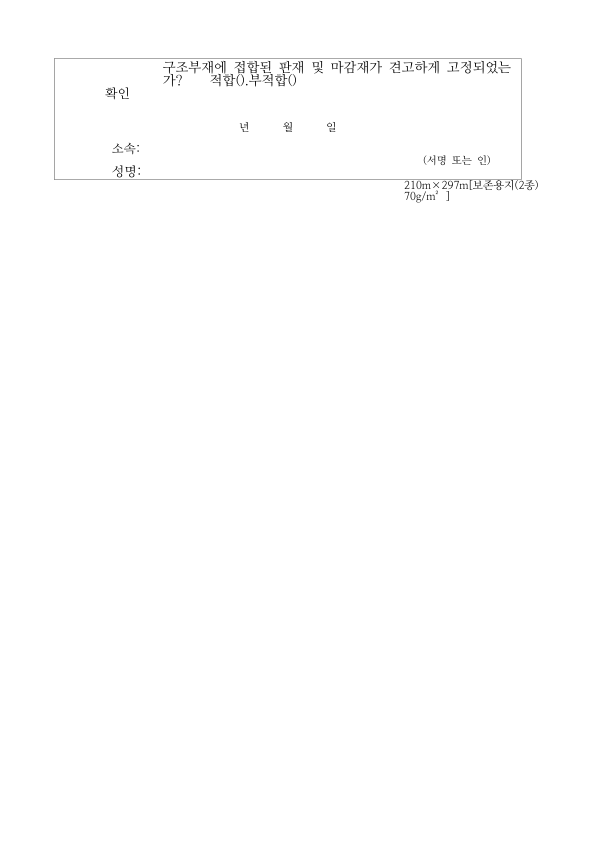 구조부재에 접합된 판재 및 마감재가 견고하게 고정되었는
가? 적합().부적합()
확인
년 월 일
소속:
(서명 또는 인)
성명:
210m×297m[보존용지(2종)
70g/㎡ ]